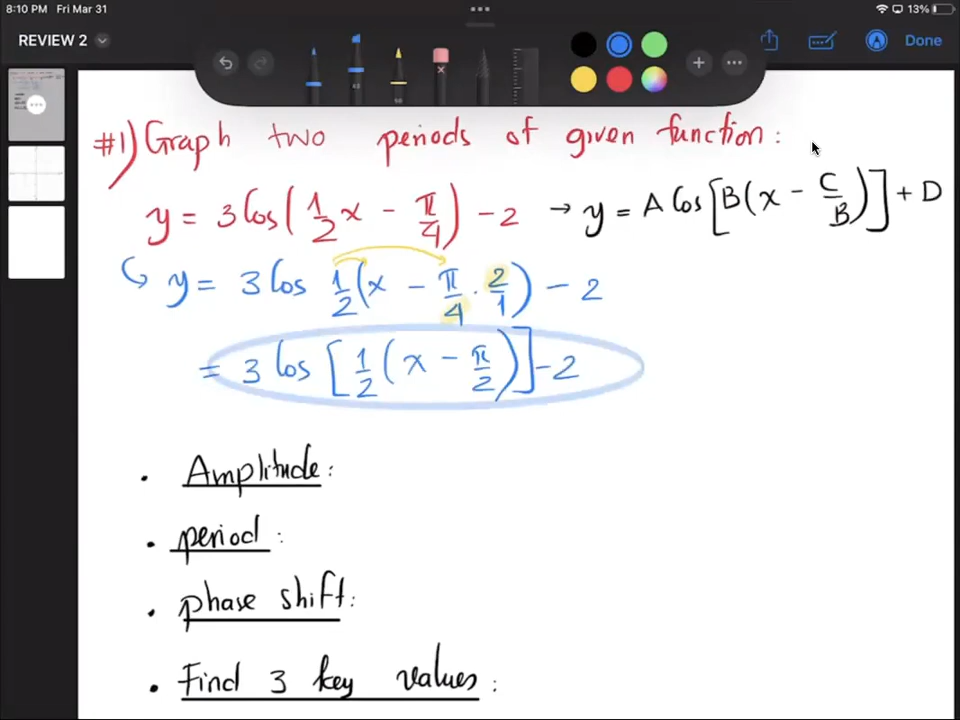 8:10 PM Fri Mar 31 13%
REVIEW 2 Done
#1) Graph two periods of given function:
y = 3 cos(1/2 x - π/4) - 2 → y = A cos[B(x - C/B)] + D
↪ y = 3 cos 1/2(x - π/4 · 2/1) - 2
= 3 cos[1/2(x - π/2)] - 2
• Amplitude:
• period:
• phase shift:
• Find 3 key values: